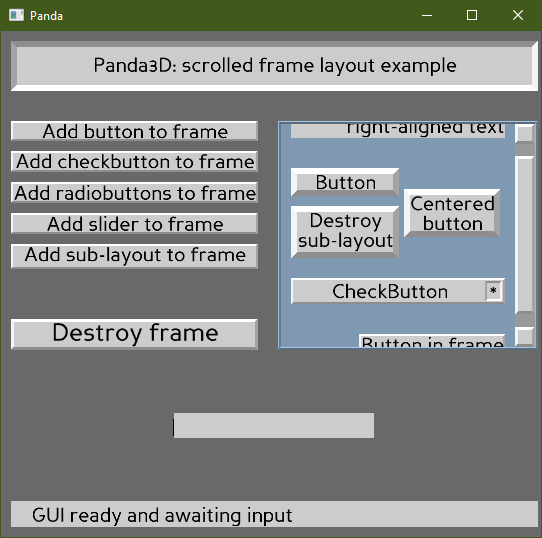 Panda
Panda3D: scrolled frame layout example
Add button to frame
Add checkbutton to frame
Add radiobuttons to frame
Add slider to frame
Add sub-layout to frame
Destroy frame
right-aligned text
Button
Destroy
sub-layout
Centered
button
CheckButton *
Button in frame
GUI ready and awaiting input